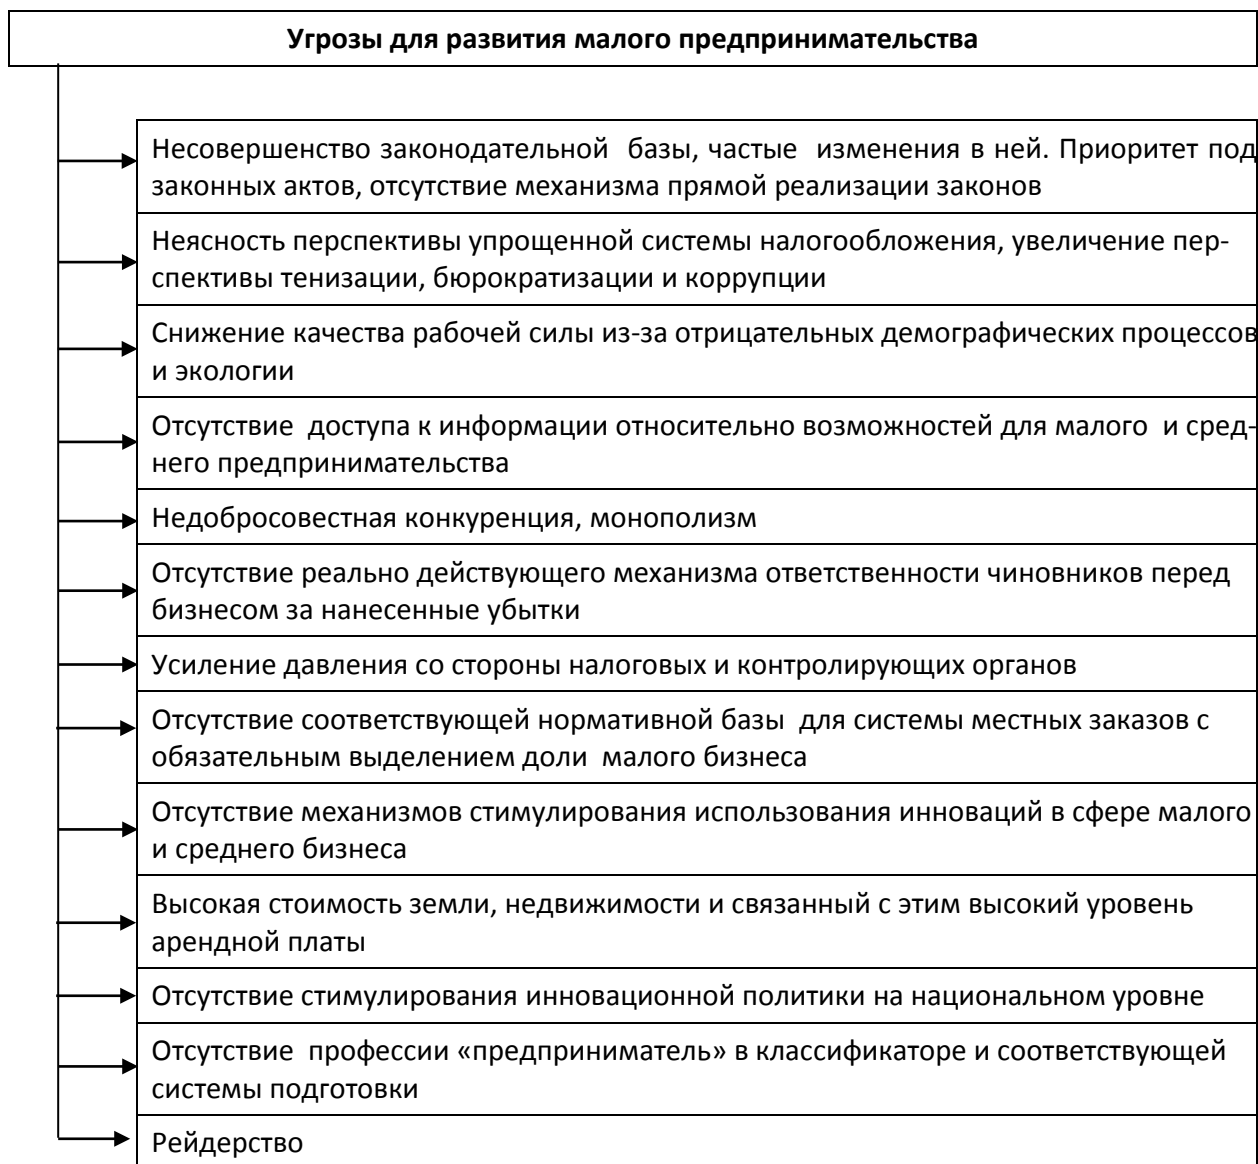 Угрозы для развития малого предпринимательства
Несовершенство законодательной базы, частые изменения в ней. Приоритет под
законных актов, отсутствие механизма прямой реализации законов
Неясность перспективы упрощенной системы налогообложения, увеличение пер-
спективы тенизации, бюрократизации и коррупции
Снижение качества рабочей силы из-за отрицательных демографических процессов
и экологии
Отсутствие доступа к информации относительно возможностей для малого и сред-
него предпринимательства
Недобросовестная конкуренция, монополизм
Отсутствие реально действующего механизма ответственности чиновников перед
бизнесом за нанесенные убытки
Усиление давления со стороны налоговых и контролирующих органов
Отсутствие соответствующей нормативной базы для системы местных заказов с
обязательным выделением доли малого бизнеса
Отсутствие механизмов стимулирования использования инноваций в сфере малого
и среднего бизнеса
Высокая стоимость земли, недвижимости и связанный с этим высокий уровень
арендной платы
Отсутствие стимулирования инновационной политики на национальном уровне
Отсутствие профессии «предприниматель» в классификаторе и соответствующей
системы подготовки
Рейдерство